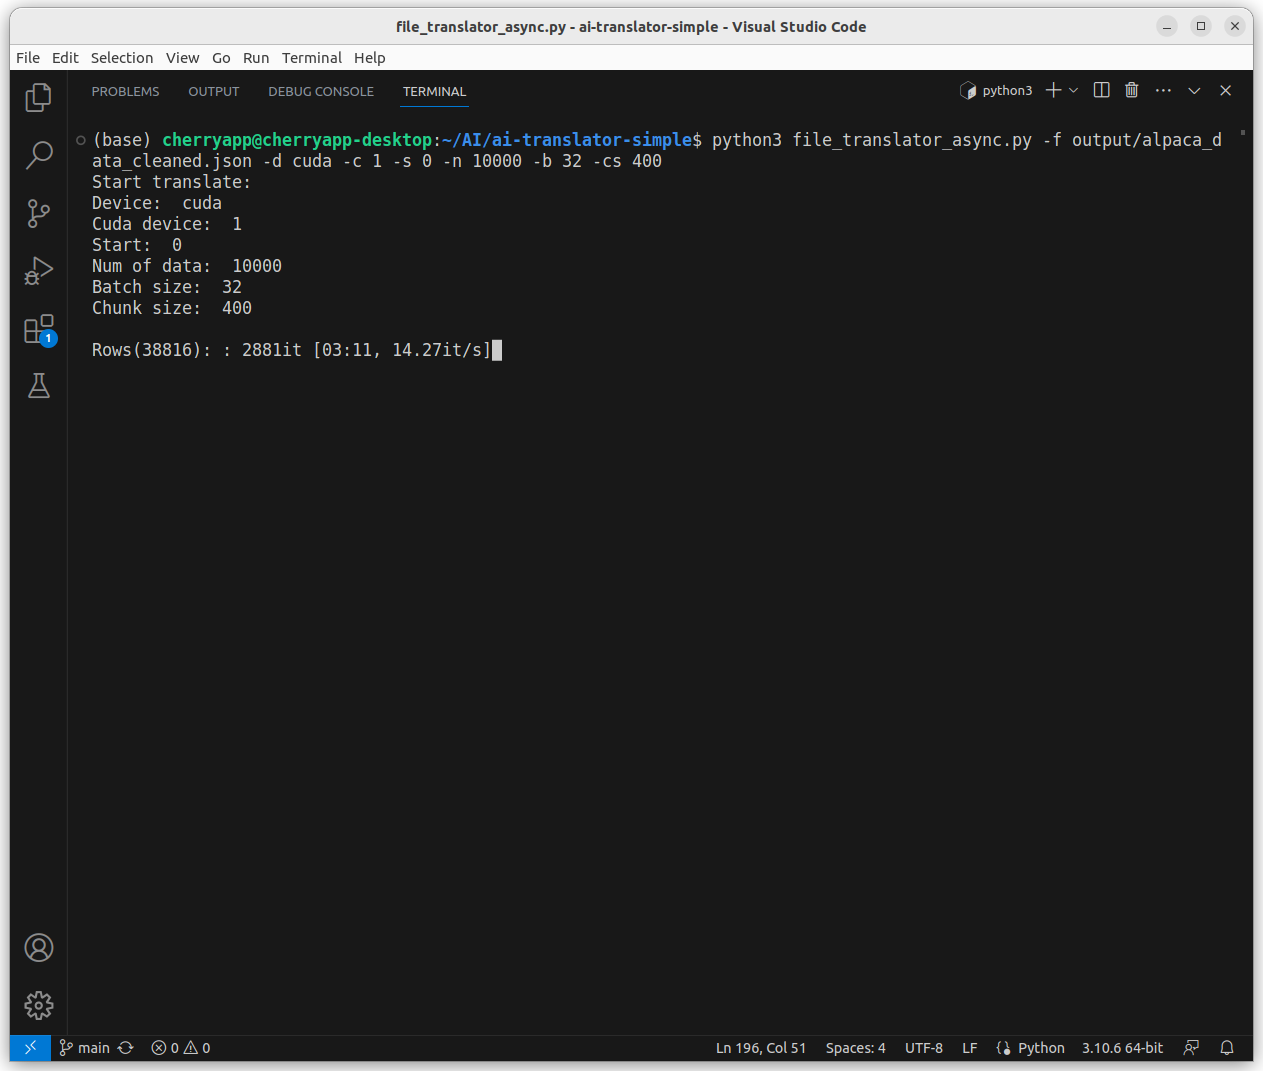 file_translator_async.py - ai-translator-simple - Visual Studio Code
File Edit Selection View Go Run Terminal Help
PROBLEMS OUTPUT DEBUG CONSOLE TERMINAL python3
(base) cherryapp@cherryapp-desktop:~/AI/ai-translator-simple$ python3 file_translator_async.py -f output/alpaca_d
ata_cleaned.json -d cuda -c 1 -s 0 -n 10000 -b 32 -cs 400
Start translate:
Device:  cuda
Cuda device:  1
Start:  0
Num of data:  10000
Batch size:  32
Chunk size:  400
Rows(38816): : 2881it [03:11, 14.27it/s]
1
main 0 0 Ln 196, Col 51 Spaces: 4 UTF-8 LF Python 3.10.6 64-bit